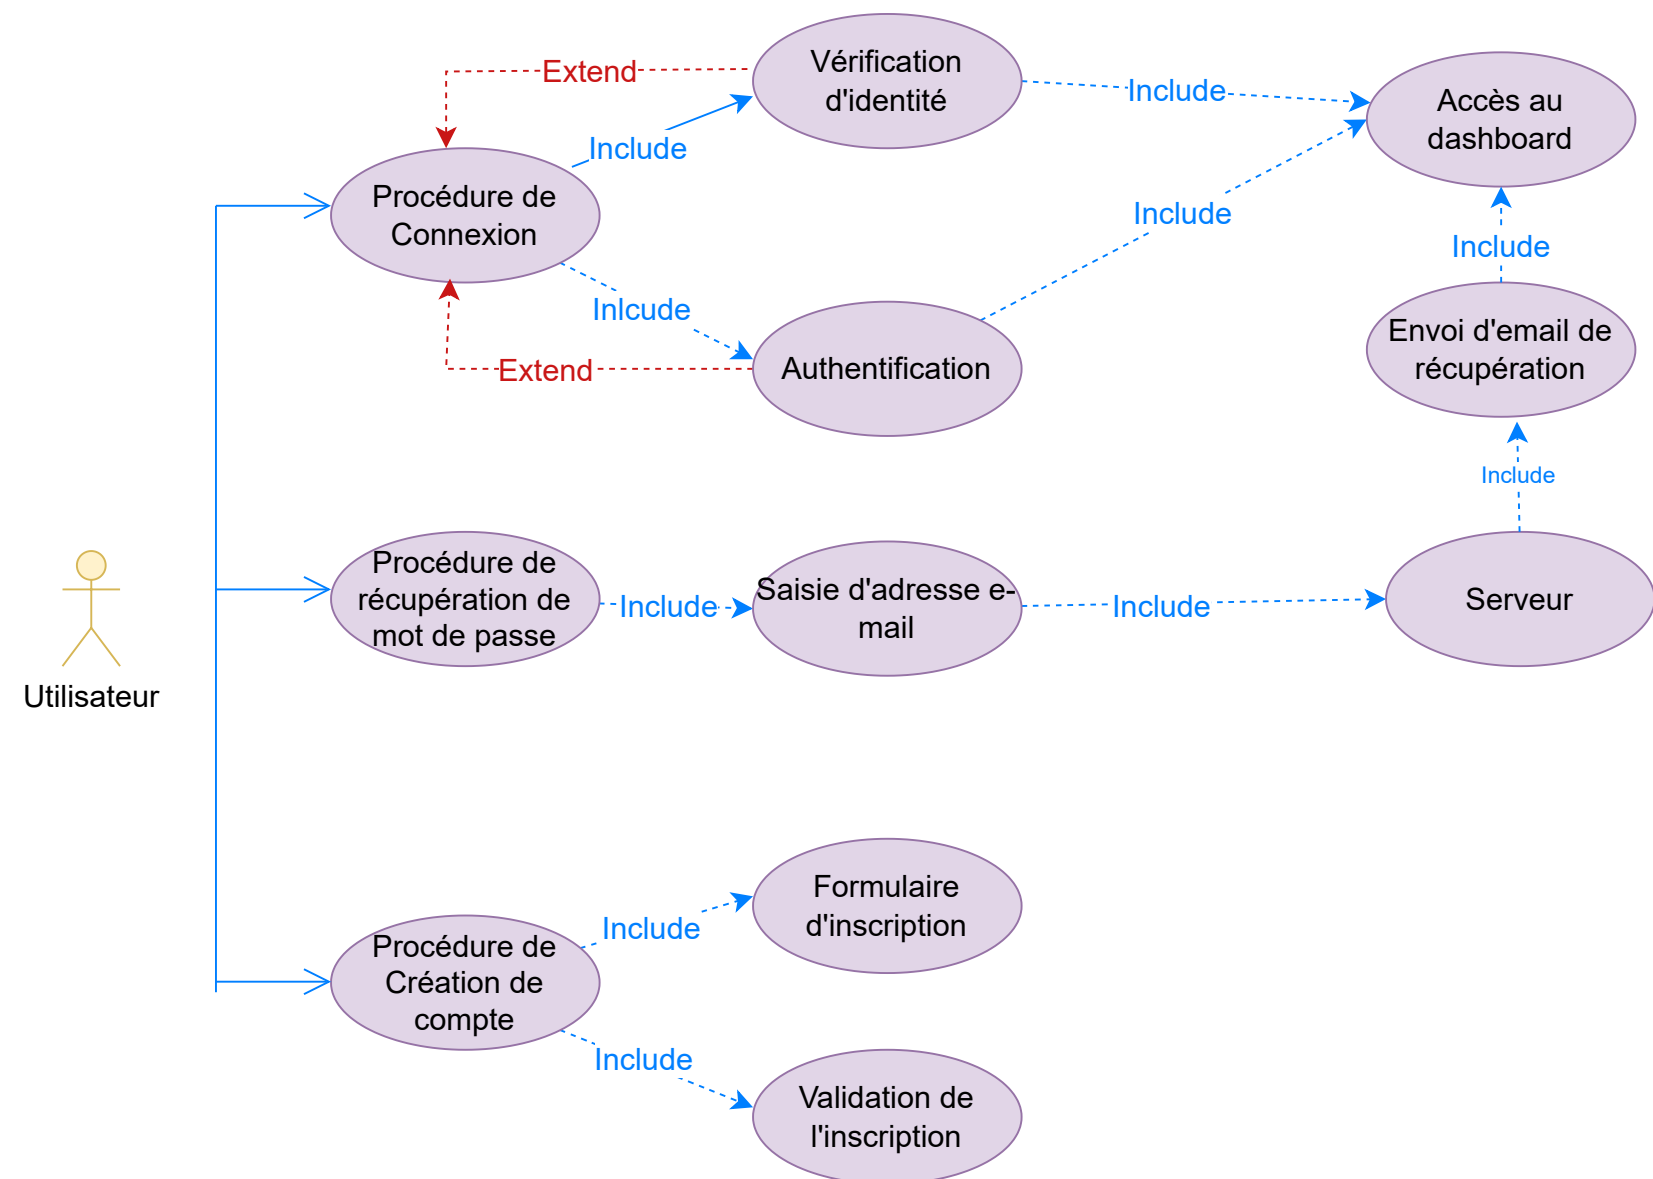 Vérification
d'identité
Extend
Include
Accès au
dashboard
Include
Procédure de
Connexion
Include
Include
Inlcude
Envoi d'email de
récupération
Extend
Authentification
Include
Procédure de
récupération de
mot de passe
Include
Saisie d'adresse e-
mail
Include
Serveur
Utilisateur
Formulaire
d'inscription
Include
Procédure de
Création de
compte
Include
Validation de
l'inscription